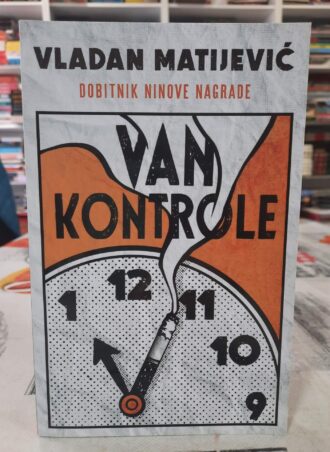 VLADAN MATIJEVIĆ
DOBITNIK NINOVE NAGRADE
VAN
KONTROLE
12
1
11
10
9